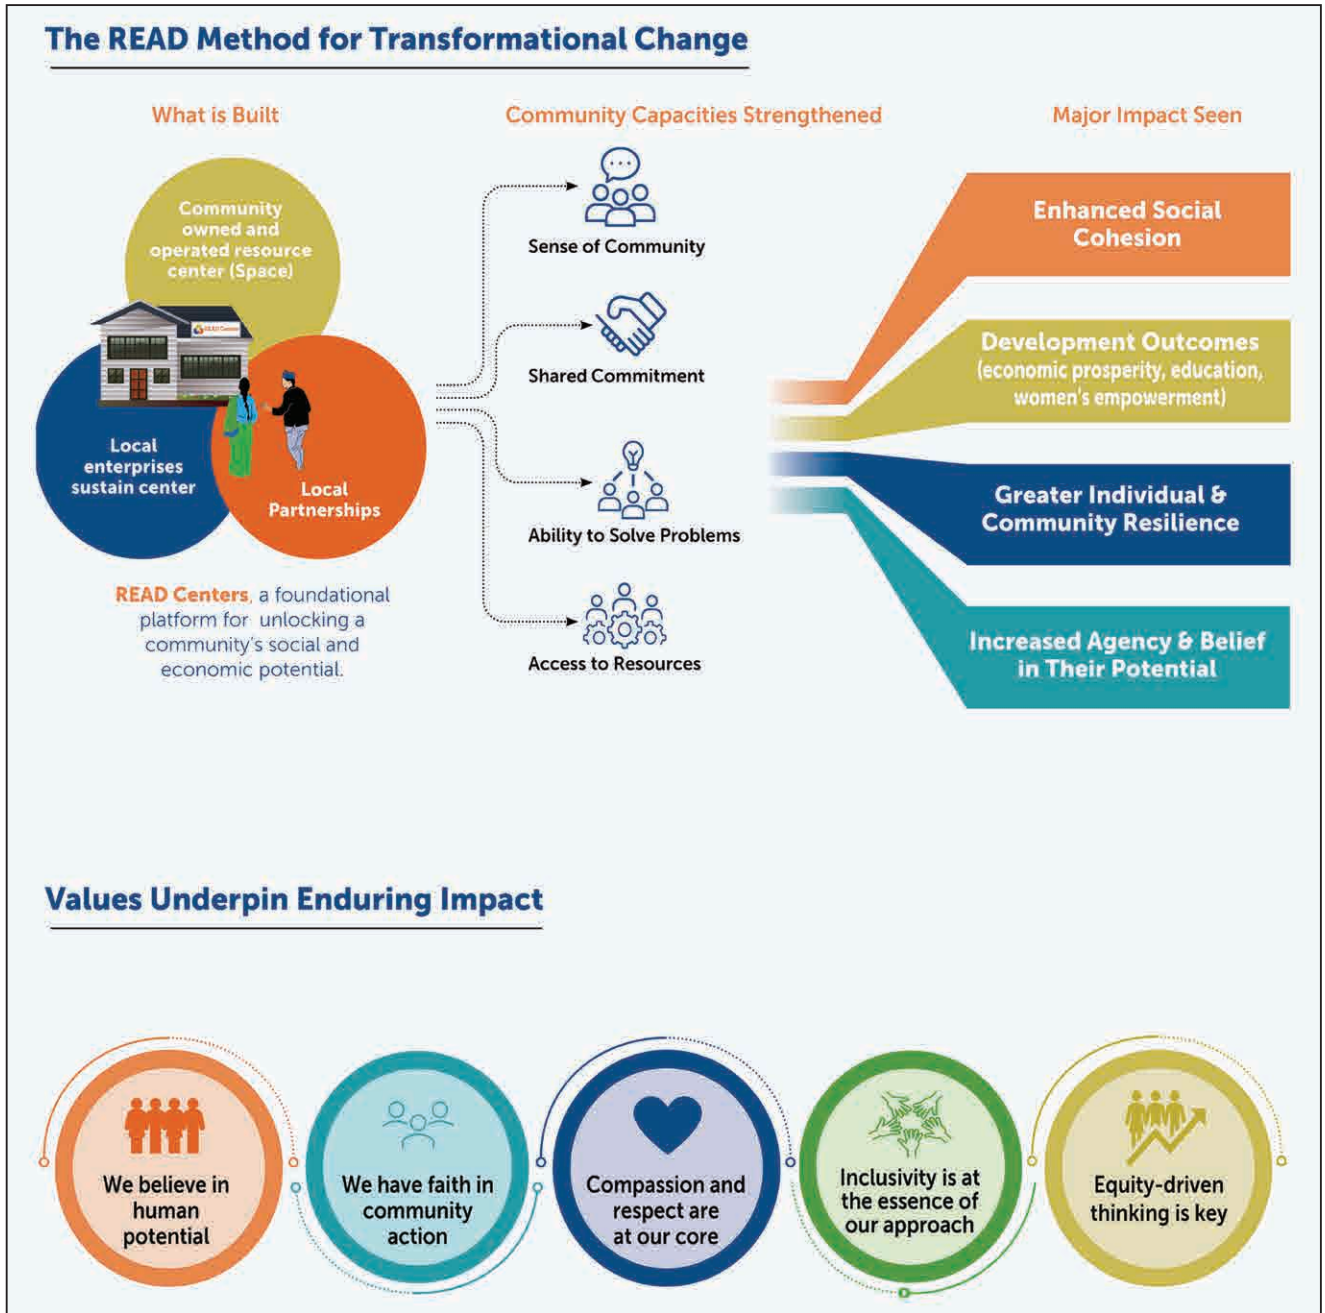 The READ Method for Transformational Change
What is Built
Community
owned and
operated resource
center (Space)
READ Center
Local
enterprises
sustain center
Local
Partnerships
READ Centers, a foundational
platform for unlocking a
community's social and
economic potential.
Community Capacities Strengthened
Sense of Community
Shared Commitment
Ability to Solve Problems
Access to Resources
Major Impact Seen
Enhanced Social
Cohesion
Development Outcomes
(economic prosperity, education,
women's empowerment)
Greater Individual &
Community Resilience
Increased Agency & Belief
in Their Potential
Values Underpin Enduring Impact
We believe in
human
potential
We have faith in
community
action
Compassion and
respect are
at our core
Inclusivity is at
the essence of
our approach
Equity-driven
thinking is key